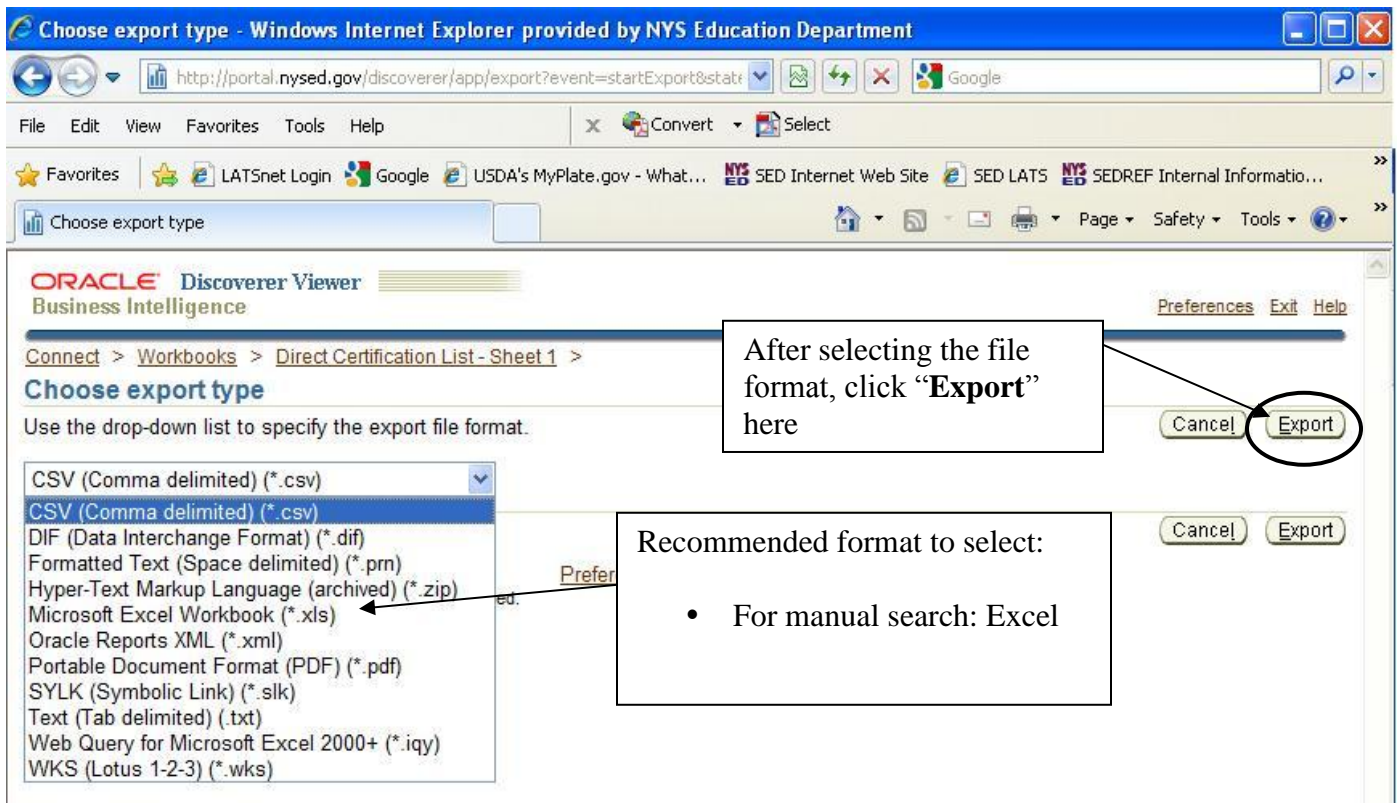 Choose export type - Windows Internet Explorer provided by NYS Education Department
http://portal.nysed.gov/discoverer/app/export?event=startExport&state
Google
File Edit View Favorites Tools Help
x Convert Select
Favorites LATSnet Login Google USDA's MyPlate.gov - What... NYS ED SED Internet Web Site SED LATS NYS ED SEDREF Internal Informatio... »
Choose export type
Page Safety Tools »
ORACLE Discoverer Viewer
Business Intelligence
Preferences Exit Help
Connect > Workbooks > Direct Certification List - Sheet 1 >
Choose export type
Use the drop-down list to specify the export file format.
After selecting the file
format, click “Export”
here
Cancel Export
CSV (Comma delimited) (*.csv)
CSV (Comma delimited) (*.csv)
DIF (Data Interchange Format) (*.dif)
Formatted Text (Space delimited) (*.prn)
Hyper-Text Markup Language (archived) (*.zip)
Microsoft Excel Workbook (*.xls)
Oracle Reports XML (*.xml)
Portable Document Format (PDF) (*.pdf)
SYLK (Symbolic Link) (*.slk)
Text (Tab delimited) (.txt)
Web Query for Microsoft Excel 2000+ (*.iqy)
WKS (Lotus 1-2-3) (*.wks)
Cancel Export
Prefer
ed.
Recommended format to select:
• For manual search: Excel